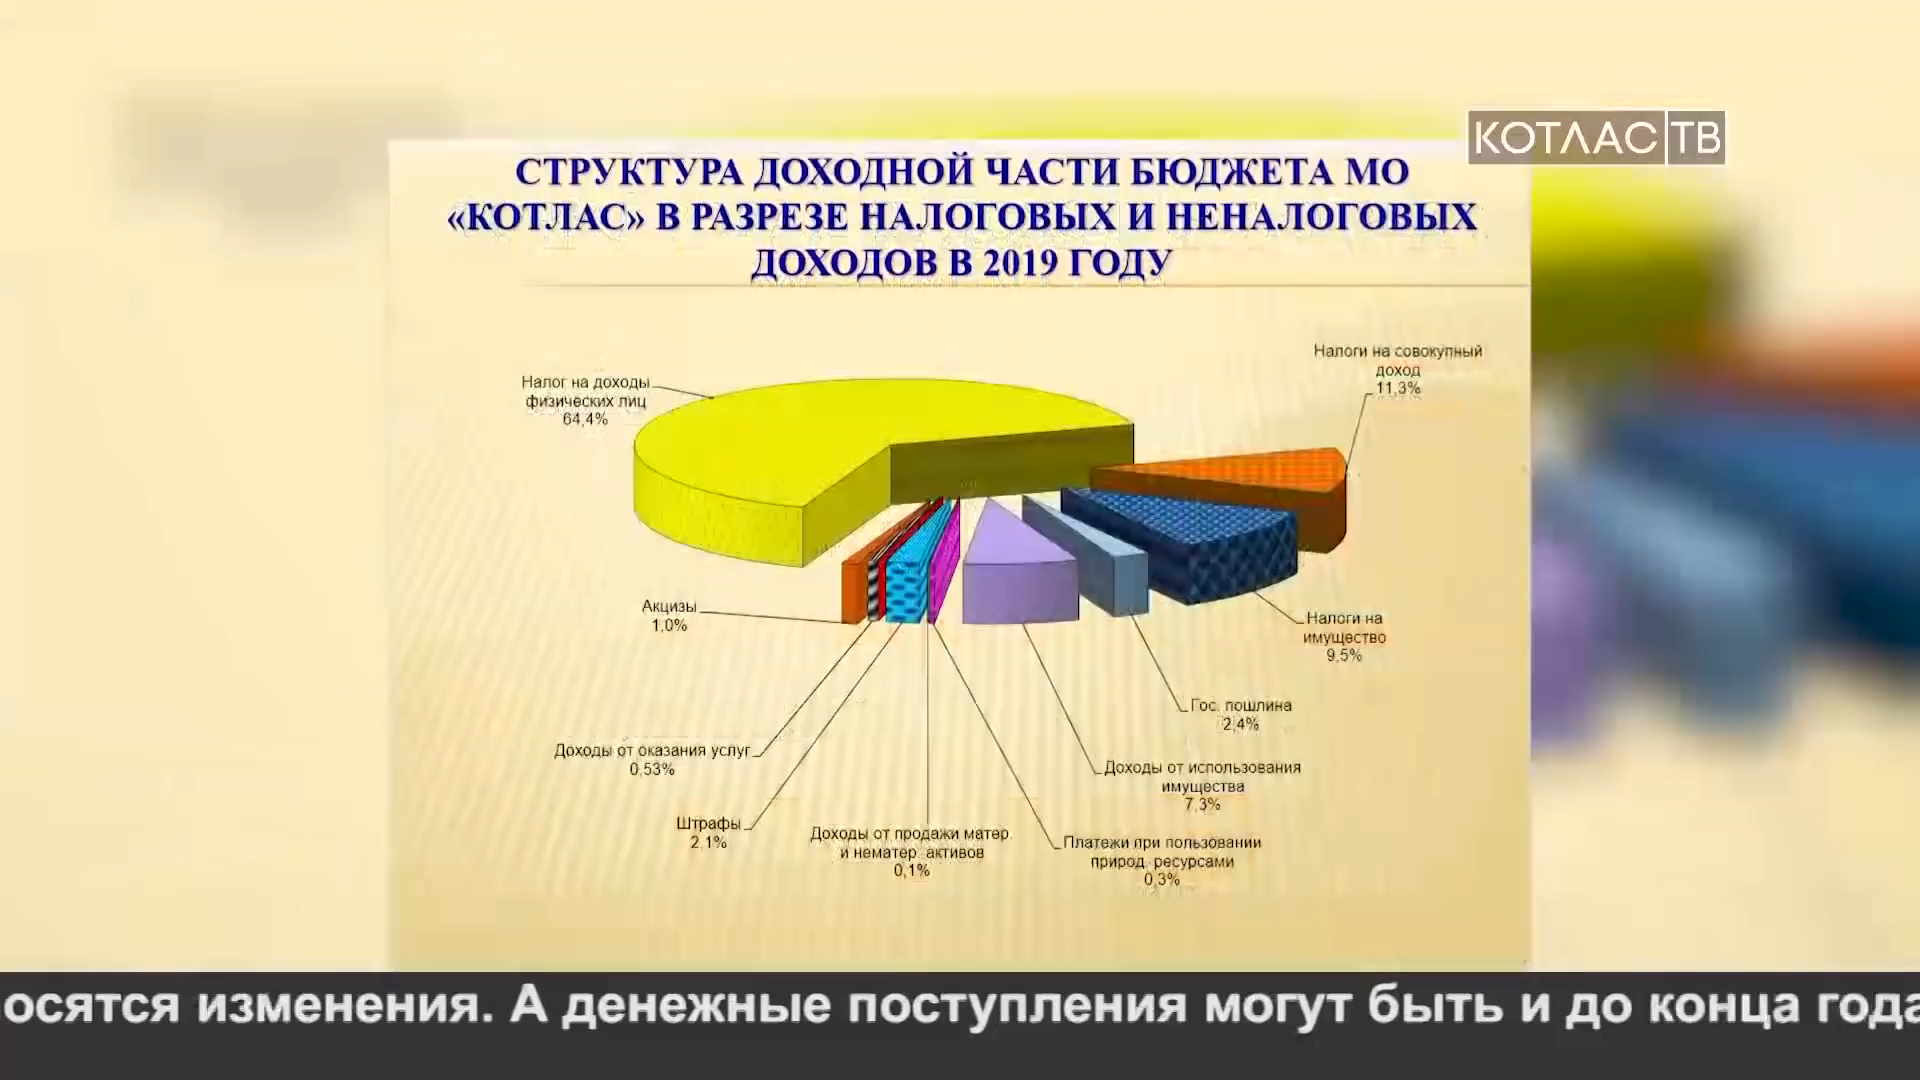 КОТЛАС ТВ
СТРУКТУРА ДОХОДНОЙ ЧАСТИ БЮДЖЕТА МО
«КОТЛАС» В РАЗРЕЗЕ НАЛОГОВЫХ И НЕНАЛОГОВЫХ
ДОХОДОВ В 2019 ГОДУ
Налоги на совокупный
доход
11,3%
Налог на доходы
физических лиц
64,4%
Акцизы
1,0%
Налоги на
имущество
9,5%
Гос. пошлина
2,4%
Доходы от оказания услуг
0,53%
Доходы от использования
имущества
7,3%
Штрафы
2,1%
Доходы от продажи матер.
и нематер. активов
0,1%
Платежи при пользовании
природ. ресурсами
0,3%
осятся изменения. А денежные поступления могут быть и до конца года